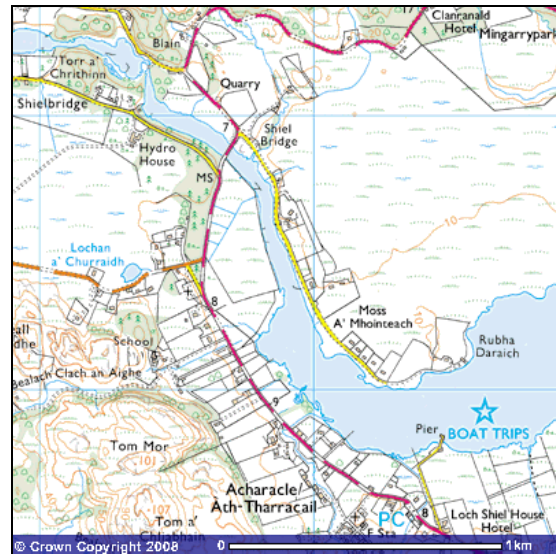 17
Clanranald
Hotel
Mingarrypark
Blain
Torr a'
Chrithinn
Shielbridge
Quarry
7
Shiel
Bridge
Hydro
House
MS
10
Lochan
a' Churraidh
8
Moss
A' Mhointeach
Rubha
Daraich
School
Bealach Clach an Aighe
9
Pier
BOAT TRIPS
Tom Mor
101
Acharacle/
Àth-Tharracail
PC
8
F Sta
Loch Shiel House
Hotel
Tom a'
Chliabhain
© Crown Copyright 2008
0
1km